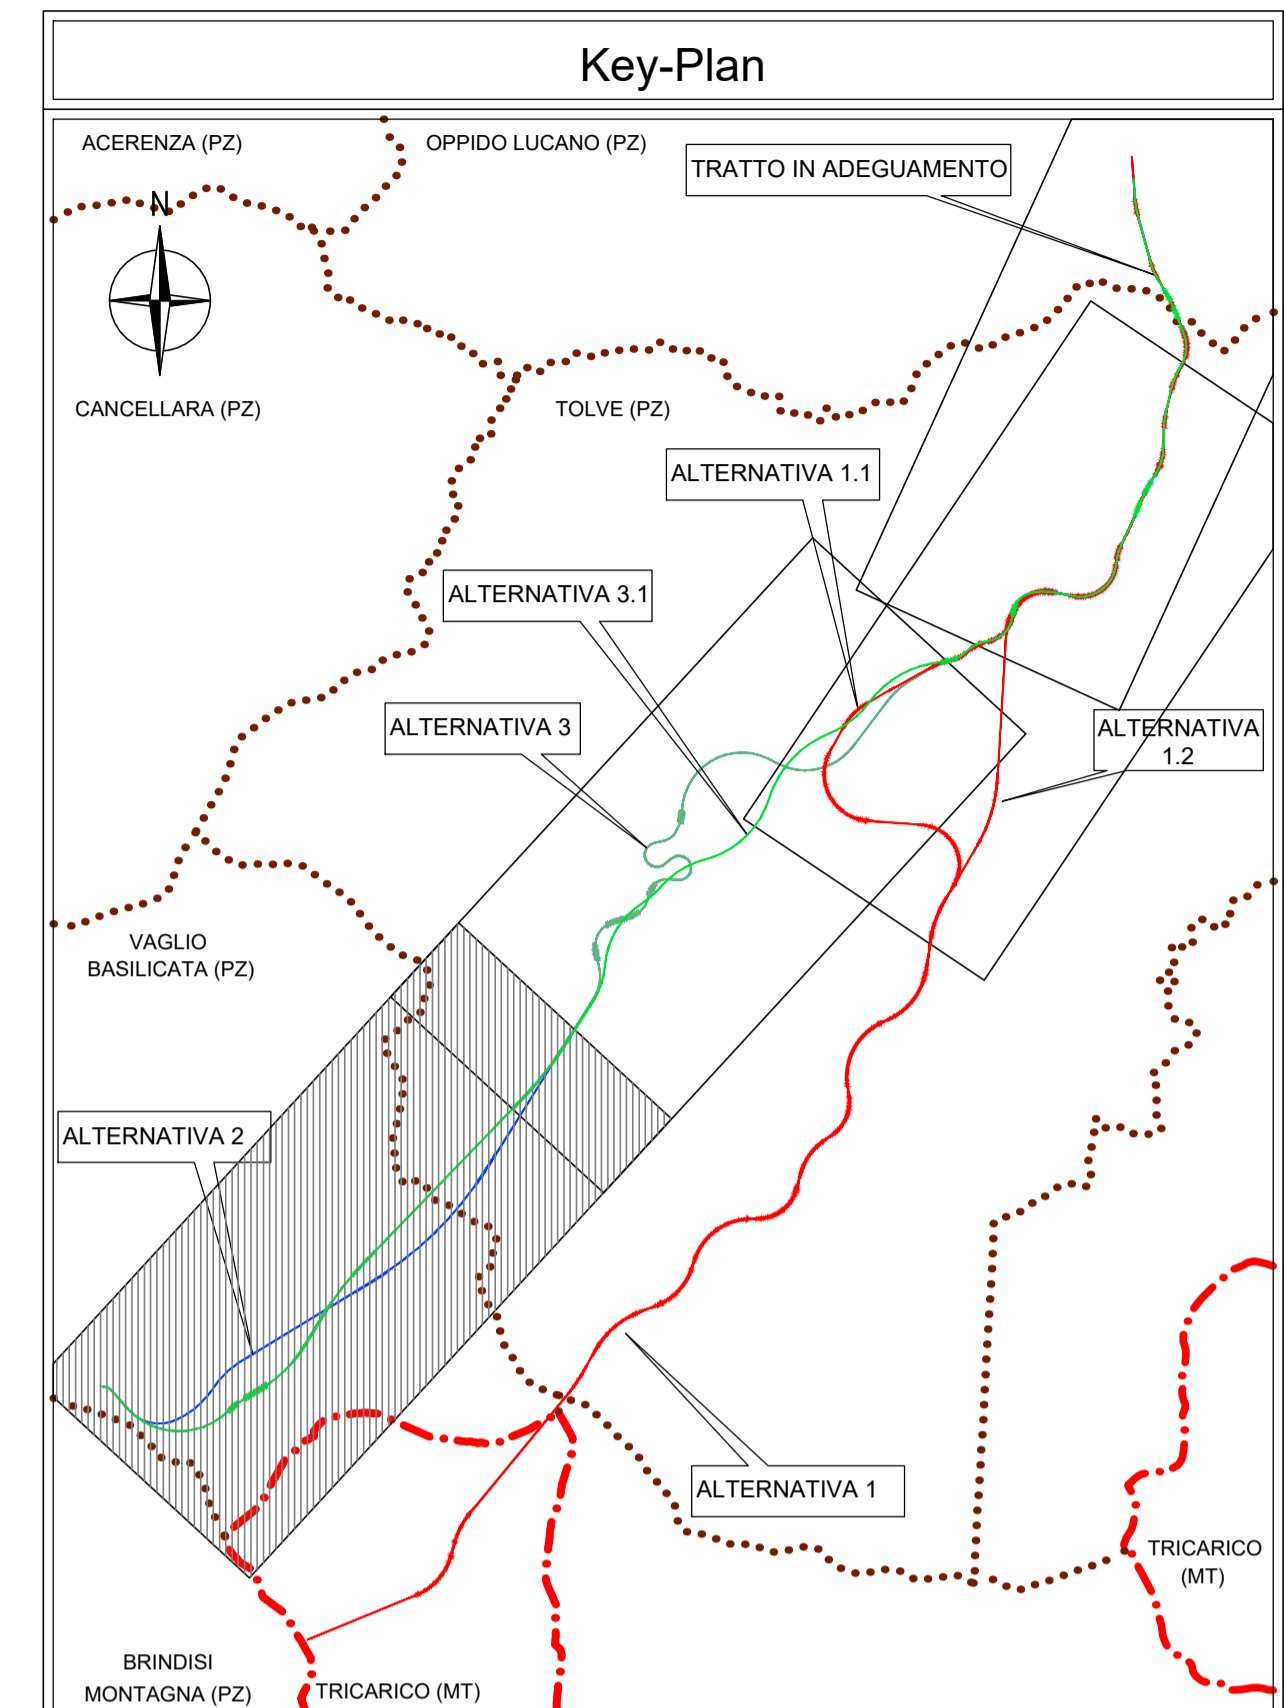 Key-Plan
ACERENZA (PZ)
OPPIDO LUCANO (PZ)
TRATTO IN ADEGUAMENTO
N
CANCELLARA (PZ)
TOLVE (PZ)
ALTERNATIVA 1.1
ALTERNATIVA 3.1
ALTERNATIVA 3
ALTERNATIVA
1.2
VAGLIO
BASILICATA (PZ)
ALTERNATIVA 2
ALTERNATIVA 1
TRICARICO
(MT)
BRINDISI
MONTAGNA (PZ)
TRICARICO (MT)